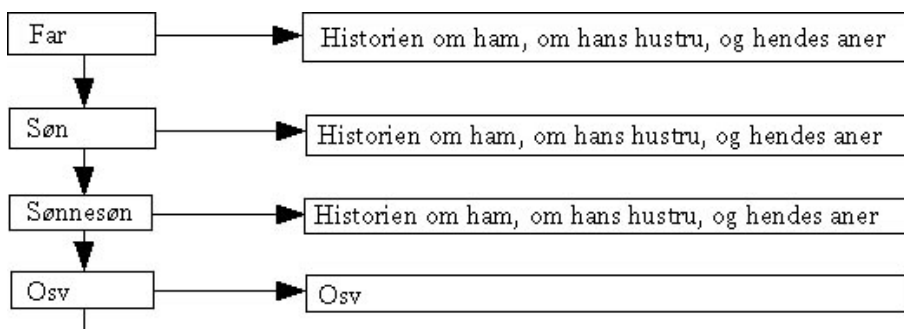 Far
Historien om ham, om hans hustru, og hendes aner
Søn
Historien om ham, om hans hustru, og hendes aner
Sønnesøn
Historien om ham, om hans hustru, og hendes aner
Osv
Osv